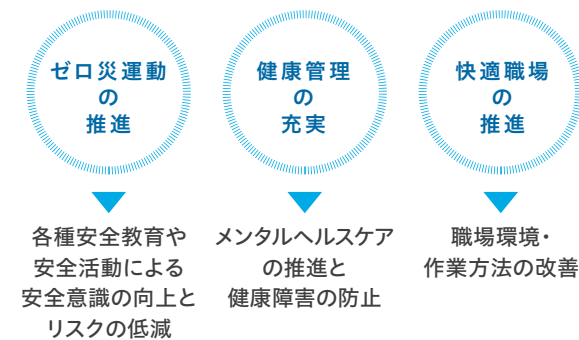 ゼロ災運動
の
推進
各種安全教育や
安全活動による
安全意識の向上と
リスクの低減
健康管理
の
充実
メンタルヘルスケア
の推進と
健康障害の防止
快適職場
の
推進
職場環境・
作業方法の改善